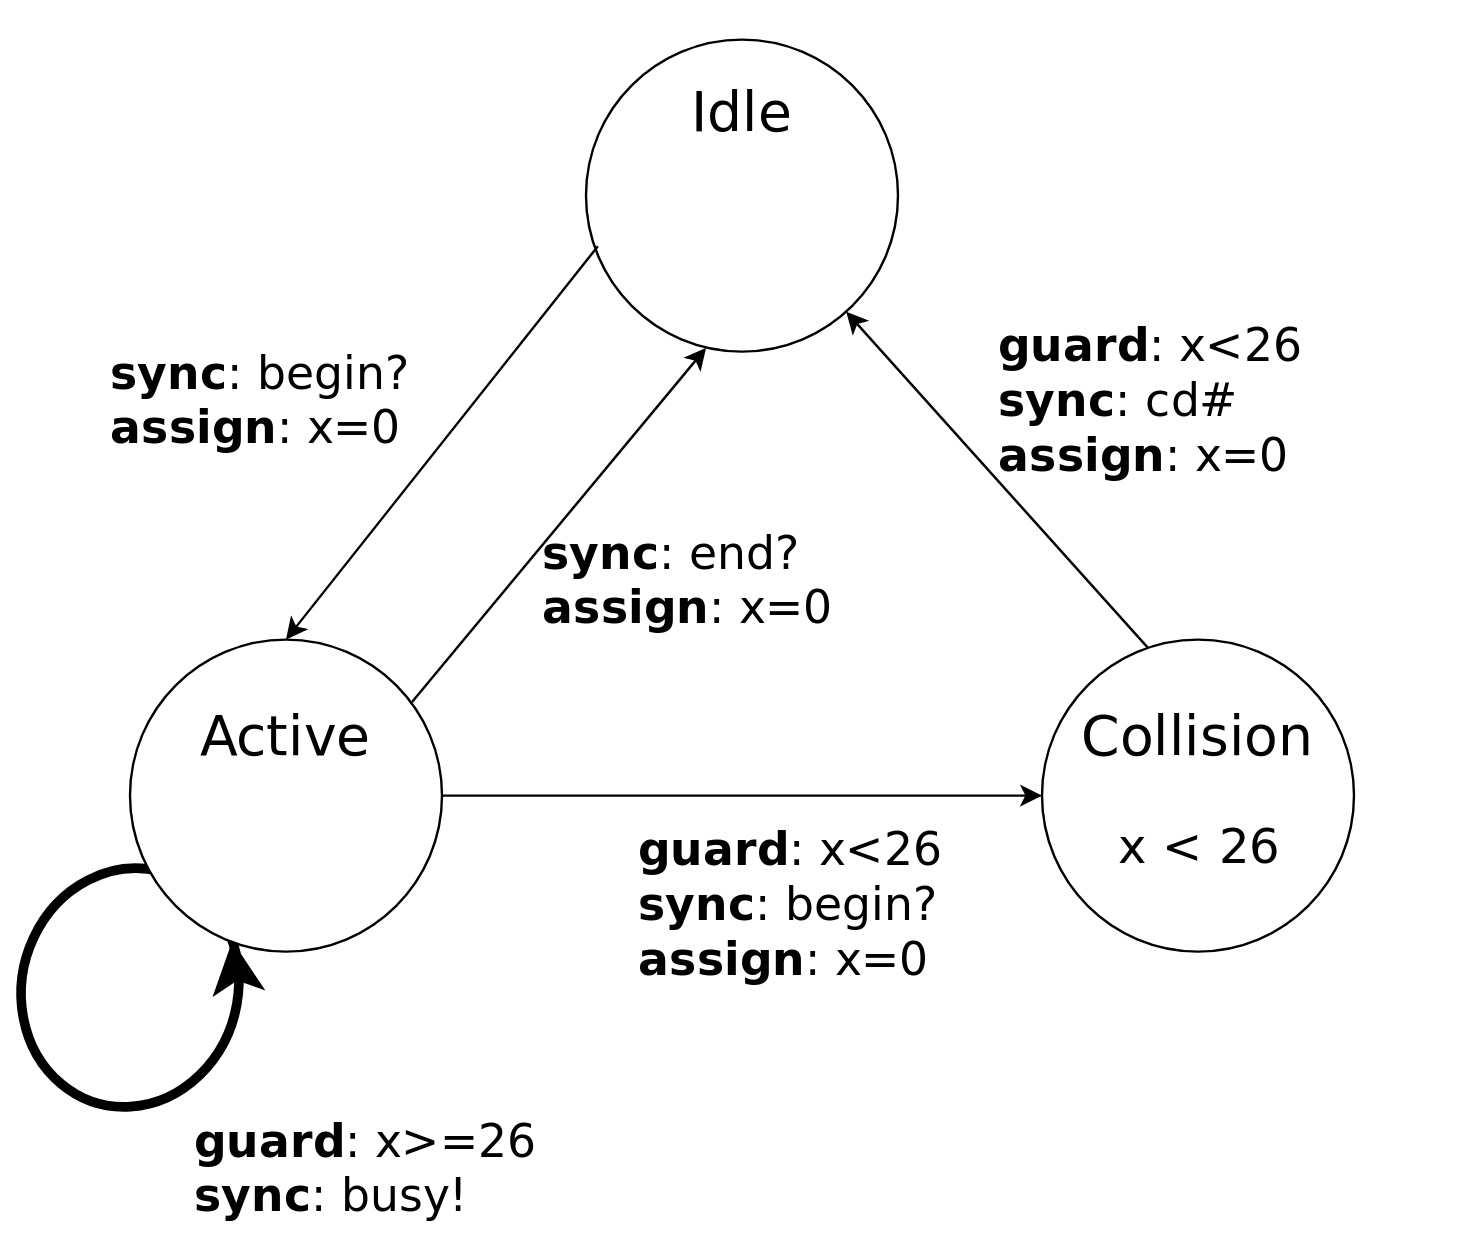 Idle
sync: begin?
assign: x=0
guard: x<26
sync: cd#
assign: x=0
sync: end?
assign: x=0
Active
Collision
x < 26
guard: x<26
sync: begin?
assign: x=0
guard: x>=26
sync: busy!